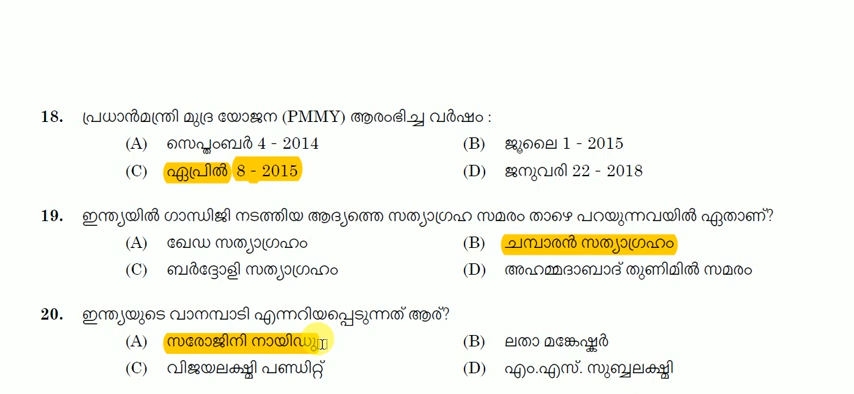 18. പ്രധാൻമന്ത്രി മുദ്ര യോജന (PMMY) ആരംഭിച്ച വർഷം :
(A) സെപ്തംബർ 4 - 2014 (B) ജൂലൈ 1 - 2015
(C) ഏപ്രിൽ 8 - 2015 (D) ജനുവരി 22 - 2018
19. ഇന്ത്യയിൽ ഗാന്ധിജി നടത്തിയ ആദ്യത്തെ സത്യാഗ്രഹ സമരം താഴെ പറയുന്നവയിൽ ഏതാണ്?
(A) ഖേഡ സത്യാഗ്രഹം (B) ചമ്പാരൻ സത്യാഗ്രഹം
(C) ബർദ്ദോളി സത്യാഗ്രഹം (D) അഹമ്മദാബാദ് തുണിമിൽ സമരം
20. ഇന്ത്യയുടെ വാനമ്പാടി എന്നറിയപ്പെടുന്നത് ആര്?
(A) സരോജിനി നായിഡു (B) ലതാ മങ്കേഷ്കർ
(C) വിജയലക്ഷ്മി പണ്ഡിറ്റ് (D) എം.എസ്. സുബ്ബലക്ഷ്മി